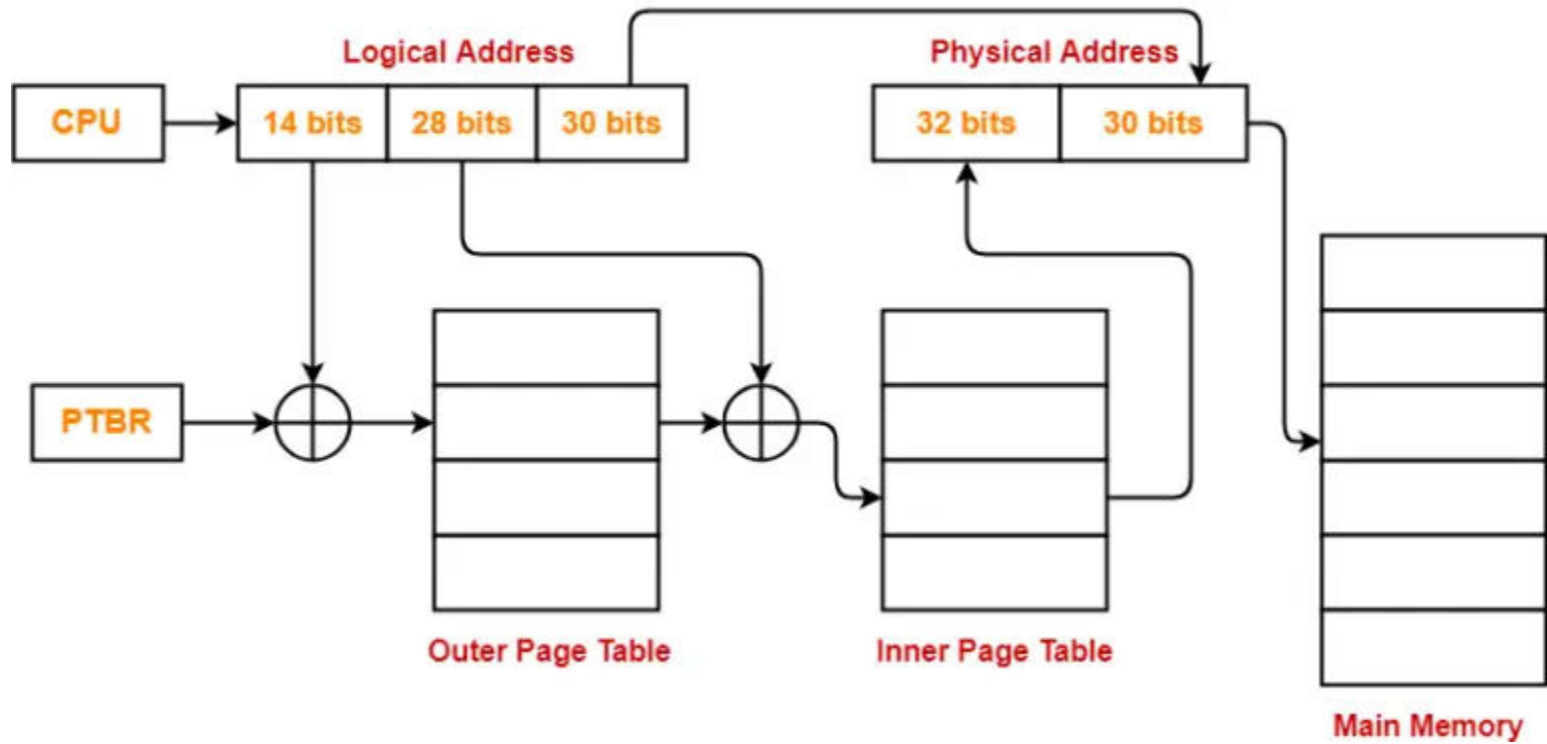 Logical Address
Physical Address
CPU
14 bits
28 bits
30 bits
32 bits
30 bits
PTBR
Outer Page Table
Inner Page Table
Main Memory